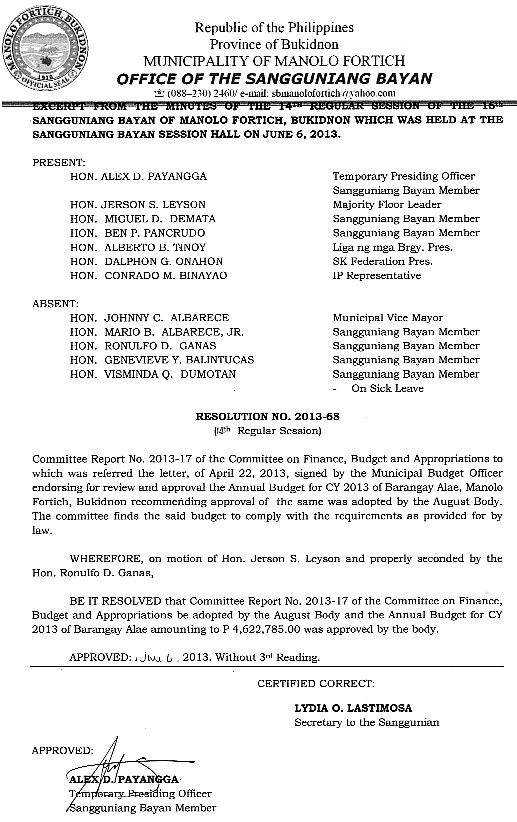 MANOLO FORTICH, BUKIDNON
OFFICIAL SEAL
Republic of the Philippines
Province of Bukidnon
MUNICIPALITY OF MANOLO FORTICH
OFFICE OF THE SANGGUNIANG BAYAN
☏ (088-230) 2460/ e-mail: sbmanolofortich@yahoo.com
EXCERPT FROM THE MINUTES OF THE 14th REGULAR SESSION OF THE 16th
SANGGUNIANG BAYAN OF MANOLO FORTICH, BUKIDNON WHICH WAS HELD AT THE
SANGGUNIANG BAYAN SESSION HALL ON JUNE 6, 2013.
PRESENT:
HON. ALEX D. PAYANGGA Temporary Presiding Officer
Sangguniang Bayan Member
HON. JERSON S. LEYSON Majority Floor Leader
HON. MIGUEL D. DEMATA Sangguniang Bayan Member
HON. BEN P. PANCRUDO Sangguniang Bayan Member
HON. ALBERTO B. TINOY Liga ng mga Brgy. Pres.
HON. DALPHON G. ONAHON SK Federation Pres.
HON. CONRADO M. BINAYAO IP Representative
ABSENT:
HON. JOHNNY C. ALBARECE Municipal Vice Mayor
HON. MARIO B. ALBARECE, JR. Sangguniang Bayan Member
HON. RONULFO D. GANAS Sangguniang Bayan Member
HON. GENEVIEVE Y. BALINTUCAS Sangguniang Bayan Member
HON. VISMINDA Q. DUMOTAN Sangguniang Bayan Member
- On Sick Leave
RESOLUTION NO. 2013-68
(14th Regular Session)
Committee Report No. 2013-17 of the Committee on Finance, Budget and Appropriations to
which was referred the letter, of April 22, 2013, signed by the Municipal Budget Officer
endorsing for review and approval the Annual Budget for CY 2013 of Barangay Alae, Manolo
Fortich, Bukidnon recommending approval of the same was adopted by the August Body.
The committee finds the said budget to comply with the requirements as provided for by
law.
WHEREFORE, on motion of Hon. Jerson S. Leyson and properly seconded by the
Hon. Ronulfo D. Ganas,
BE IT RESOLVED that Committee Report No. 2013-17 of the Committee on Finance,
Budget and Appropriations be adopted by the August Body and the Annual Budget for CY
2013 of Barangay Alae amounting to P 4,622,785.00 was approved by the body.
APPROVED: June 6, 2013. Without 3rd Reading.
CERTIFIED CORRECT:
LYDIA O. LASTIMOSA
Secretary to the Sanggunian
APPROVED:
ALEX D. PAYANGGA
Temporary Presiding Officer
Sangguniang Bayan Member